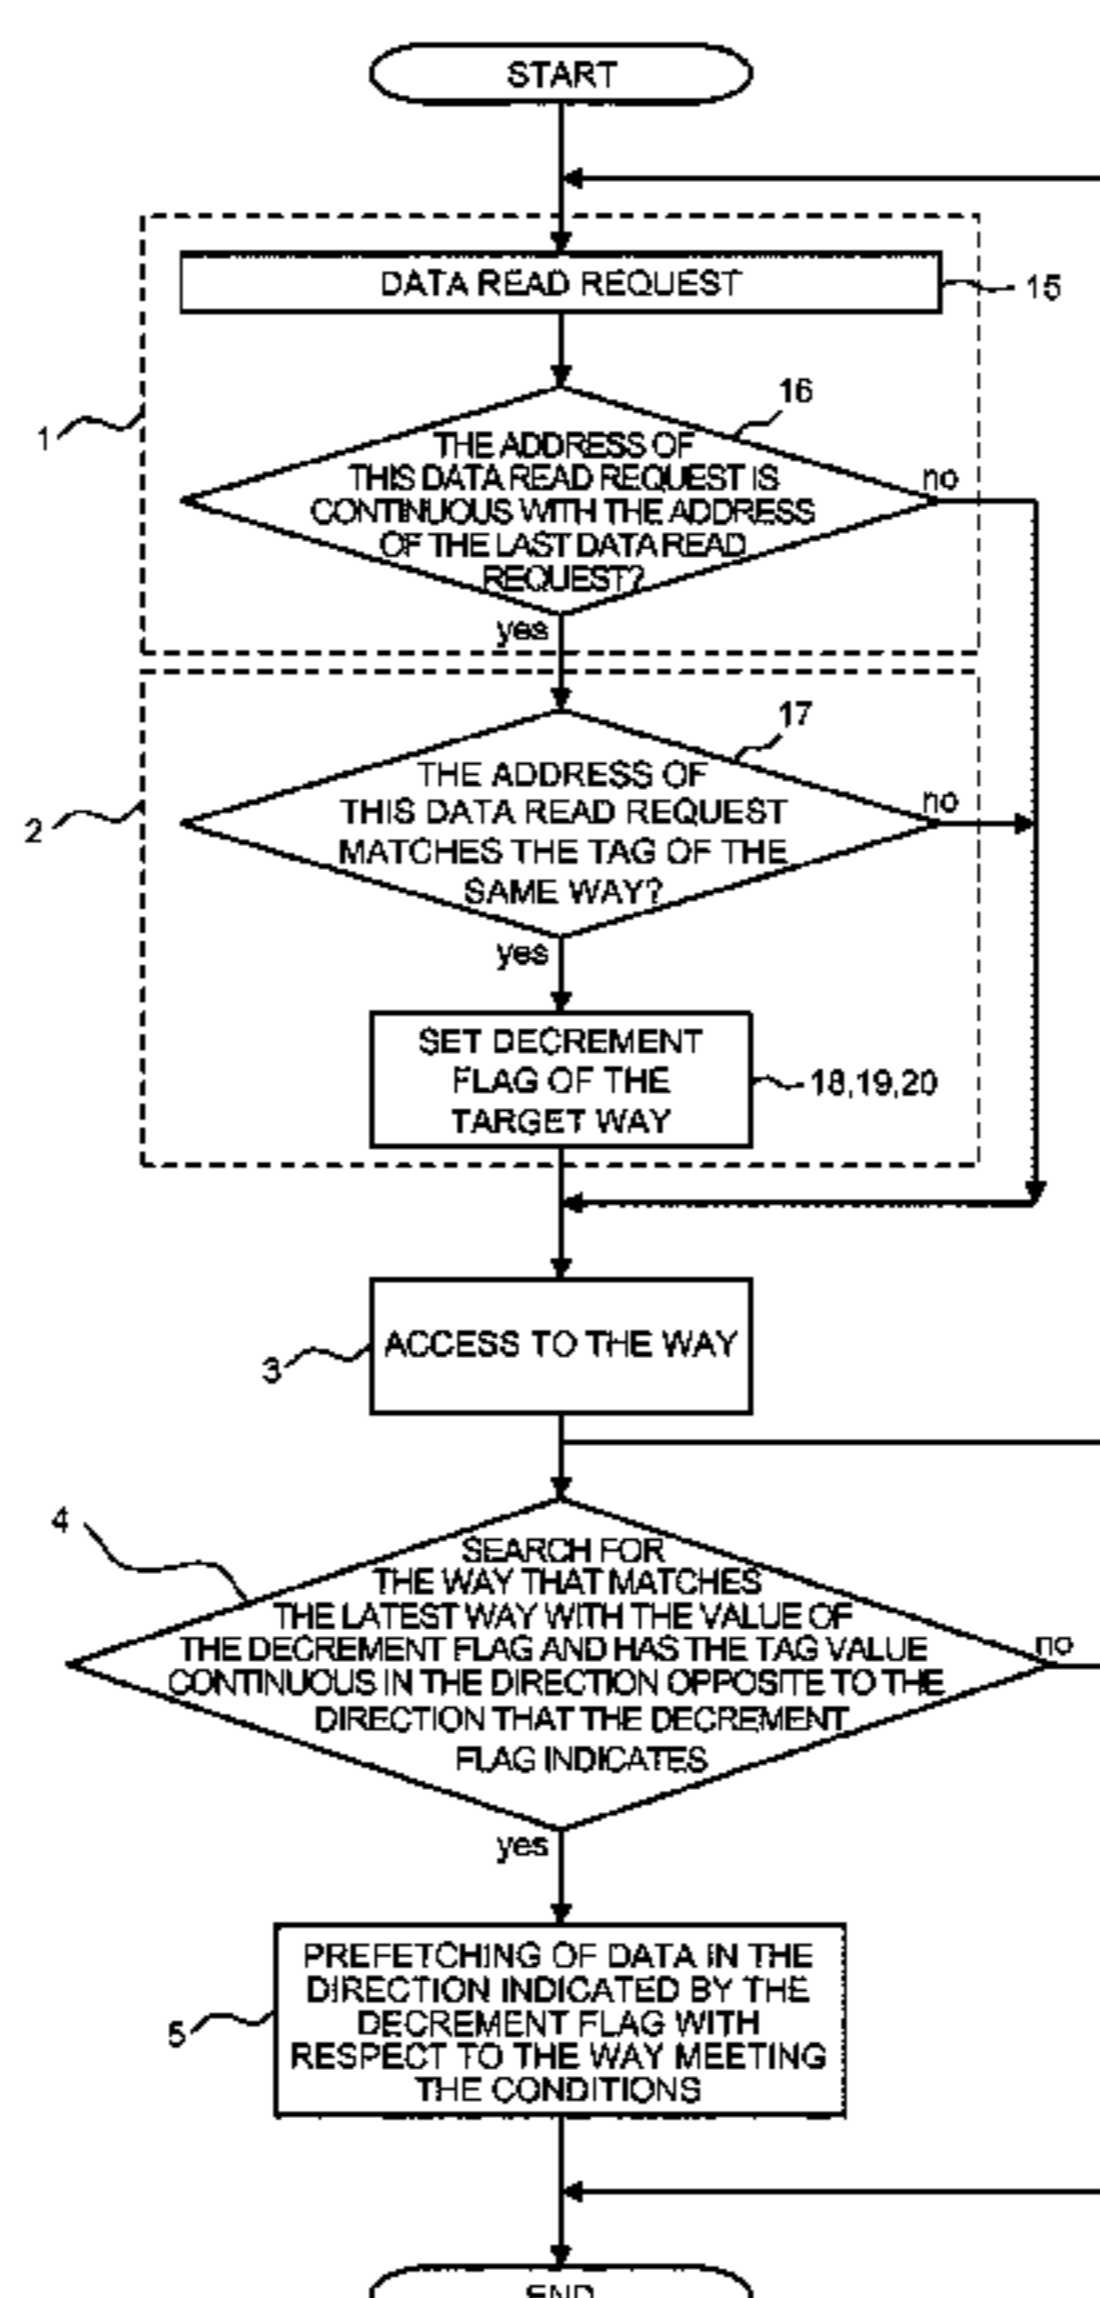 START
DATA READ REQUEST
15
16
1
THE ADDRESS OF
THIS DATA READ REQUEST IS
CONTINUOUS WITH THE ADDRESS
OF THE LAST DATA READ
REQUEST?
no
yes
17
2
THE ADDRESS OF
THIS DATA READ REQUEST
MATCHES THE TAG OF THE
SAME WAY?
no
yes
SET DECREMENT
FLAG OF THE
TARGET WAY
18,19,20
ACCESS TO THE WAY
3
4
SEARCH FOR
THE WAY THAT MATCHES
THE LATEST WAY WITH THE VALUE OF
THE DECREMENT FLAG AND HAS THE TAG VALUE
CONTINUOUS IN THE DIRECTION OPPOSITE TO THE
DIRECTION THAT THE DECREMENT
FLAG INDICATES
no
yes
PREFETCHING OF DATA IN THE
DIRECTION INDICATED BY THE
DECREMENT FLAG WITH
RESPECT TO THE WAY MEETING
THE CONDITIONS
5
END